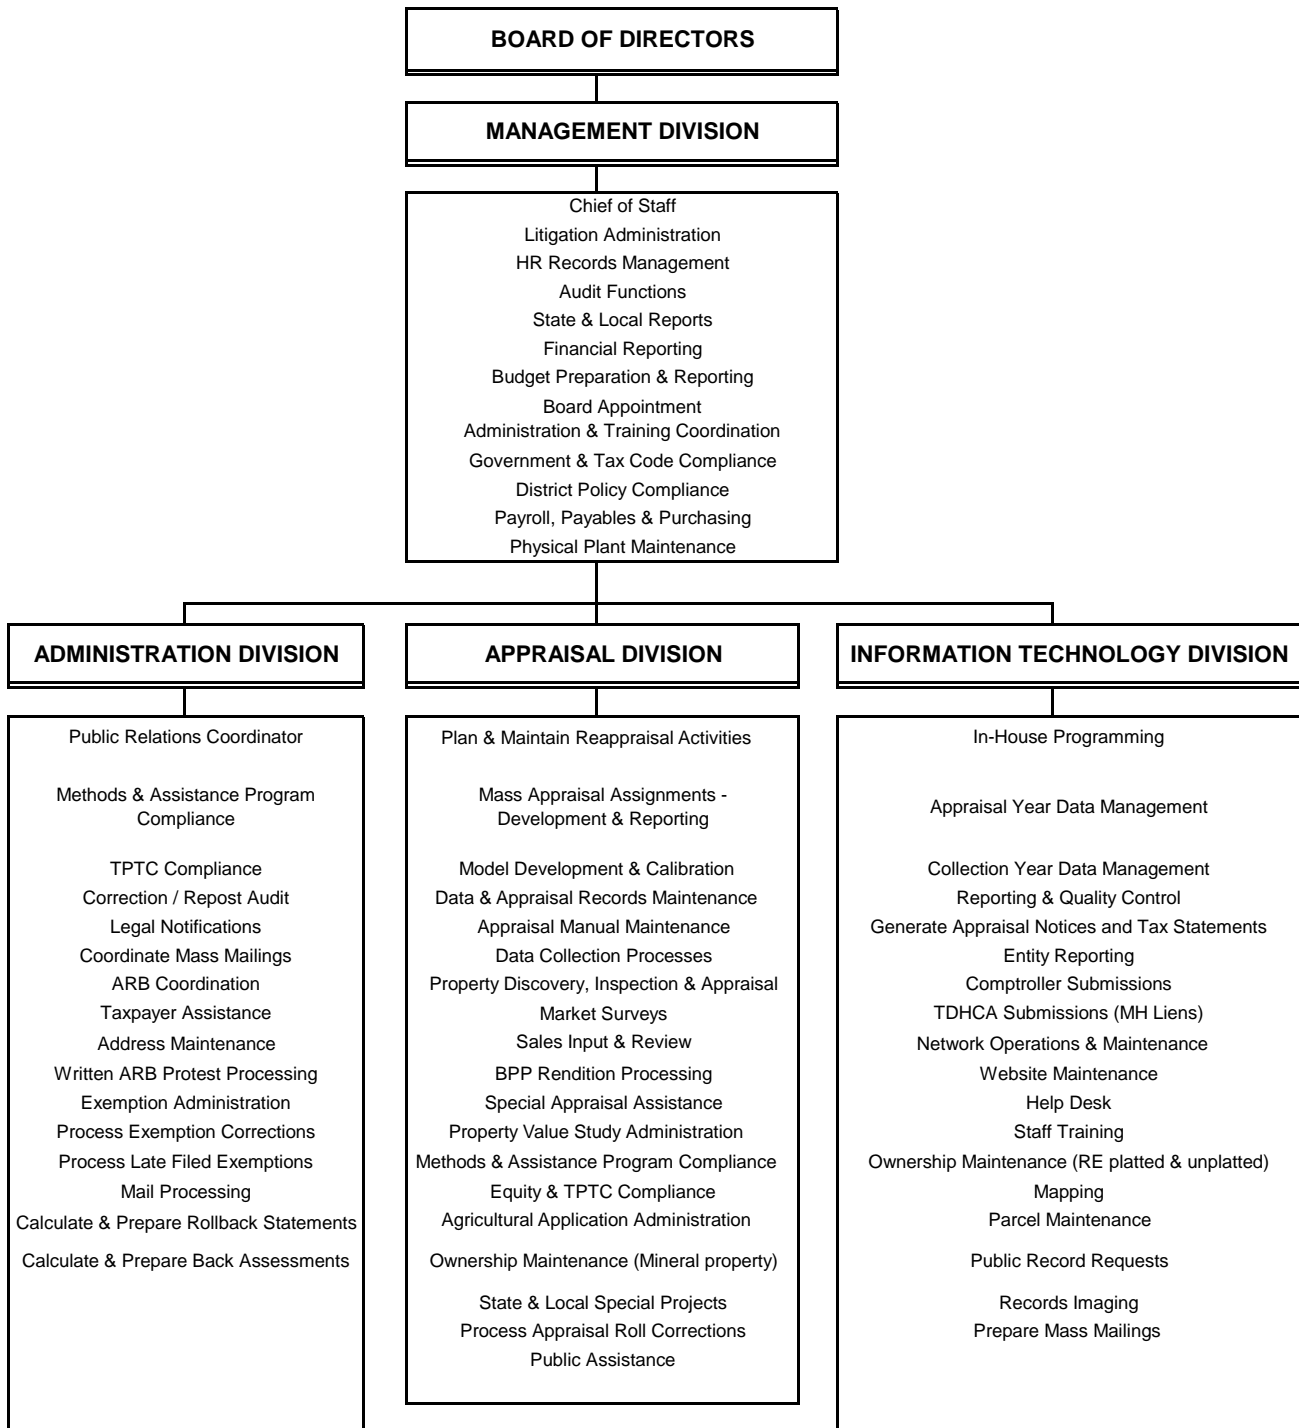 BOARD OF DIRECTORS
MANAGEMENT DIVISION
Chief of Staff
Litigation Administration
HR Records Management
Audit Functions
State & Local Reports
Financial Reporting
Budget Preparation & Reporting
Board Appointment
Administration & Training Coordination
Government & Tax Code Compliance
District Policy Compliance
Payroll, Payables & Purchasing
Physical Plant Maintenance
ADMINISTRATION DIVISION
Public Relations Coordinator
Methods & Assistance Program
Compliance
TPTC Compliance
Correction / Repost Audit
Legal Notifications
Coordinate Mass Mailings
ARB Coordination
Taxpayer Assistance
Address Maintenance
Written ARB Protest Processing
Exemption Administration
Process Exemption Corrections
Process Late Filed Exemptions
Mail Processing
Calculate & Prepare Rollback Statements
Calculate & Prepare Back Assessments
APPRAISAL DIVISION
Plan & Maintain Reappraisal Activities
Mass Appraisal Assignments -
Development & Reporting
Model Development & Calibration
Data & Appraisal Records Maintenance
Appraisal Manual Maintenance
Data Collection Processes
Property Discovery, Inspection & Appraisal
Market Surveys
Sales Input & Review
BPP Rendition Processing
Special Appraisal Assistance
Property Value Study Administration
Methods & Assistance Program Compliance
Equity & TPTC Compliance
Agricultural Application Administration
Ownership Maintenance (Mineral property)
State & Local Special Projects
Process Appraisal Roll Corrections
Public Assistance
INFORMATION TECHNOLOGY DIVISION
In-House Programming
Appraisal Year Data Management
Collection Year Data Management
Reporting & Quality Control
Generate Appraisal Notices and Tax Statements
Entity Reporting
Comptroller Submissions
TDHCA Submissions (MH Liens)
Network Operations & Maintenance
Website Maintenance
Help Desk
Staff Training
Ownership Maintenance (RE platted & unplatted)
Mapping
Parcel Maintenance
Public Record Requests
Records Imaging
Prepare Mass Mailings